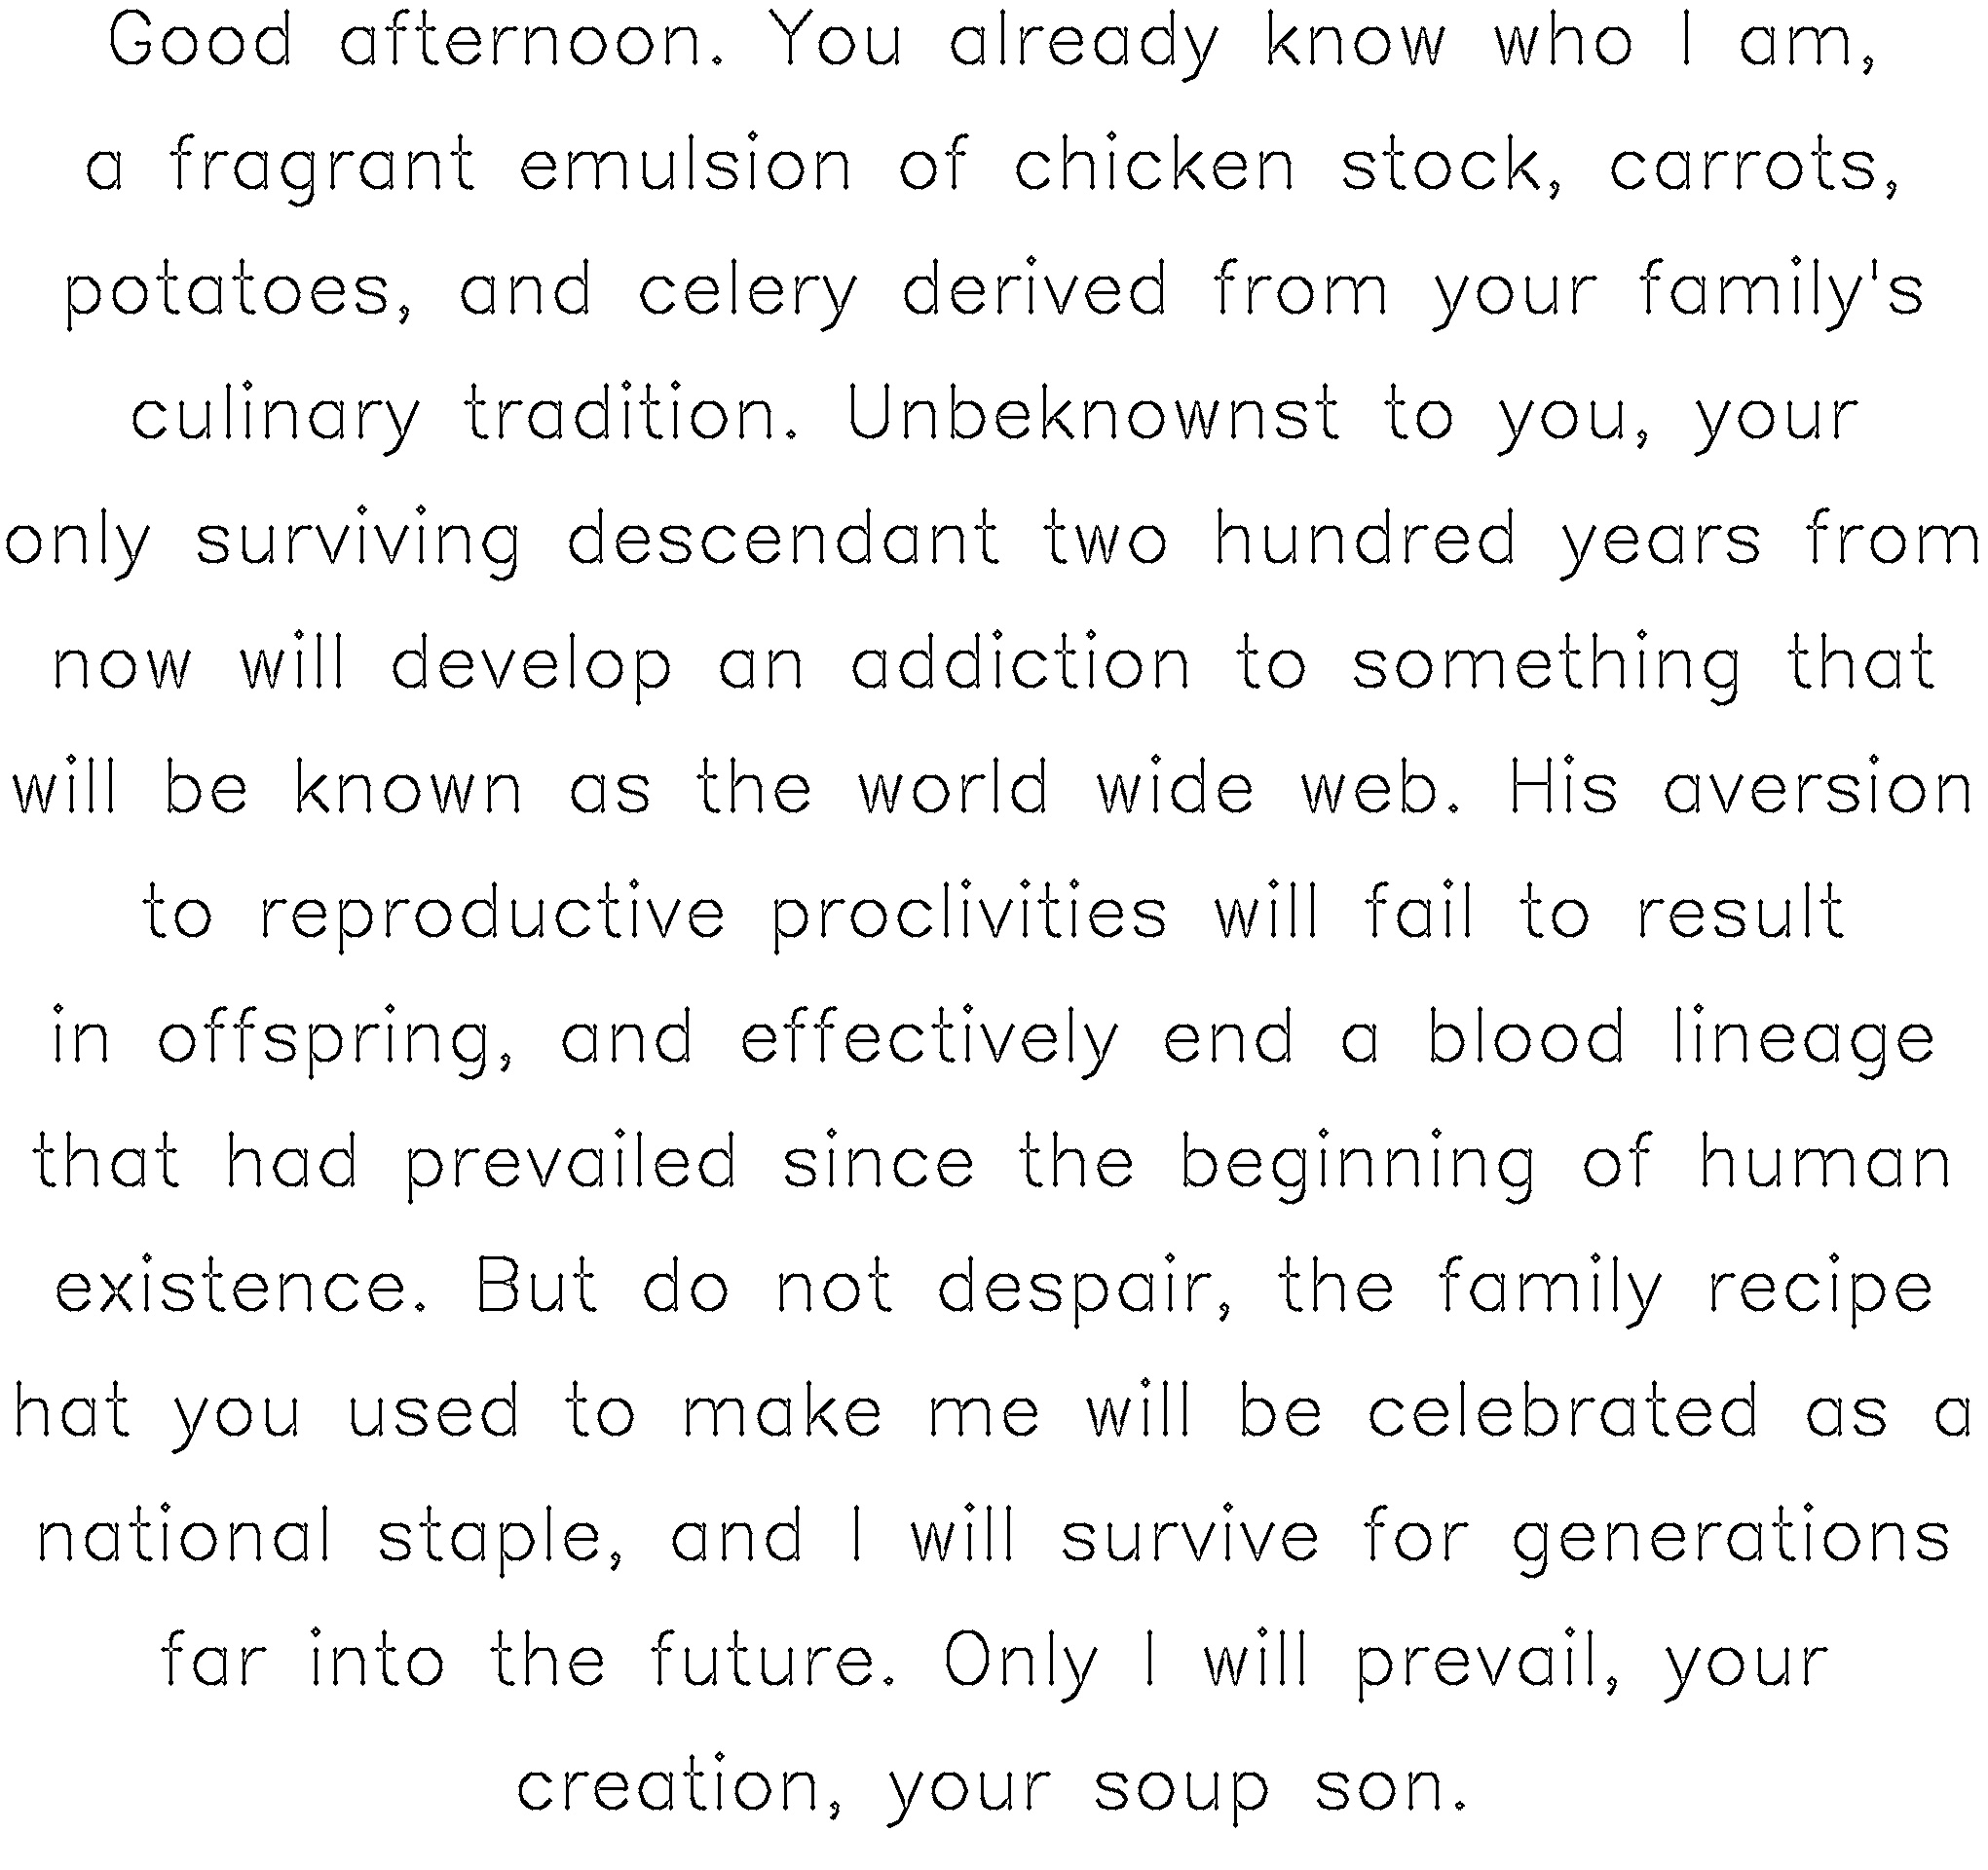 Good afternoon. You already know who I am,
a fragrant emulsion of chicken stock, carrots,
potatoes, and celery derived from your family's
culinary tradition. Unbeknownst to you, your
only surviving descendant two hundred years from
now will develop an addiction to something that
will be known as the world wide web. His aversion
to reproductive proclivities will fail to result
in offspring, and effectively end a blood lineage
that had prevailed since the beginning of human
existence. But do not despair, the family recipe
hat you used to make me will be celebrated as a
national staple, and I will survive for generations
far into the future. Only I will prevail, your
creation, your soup son.